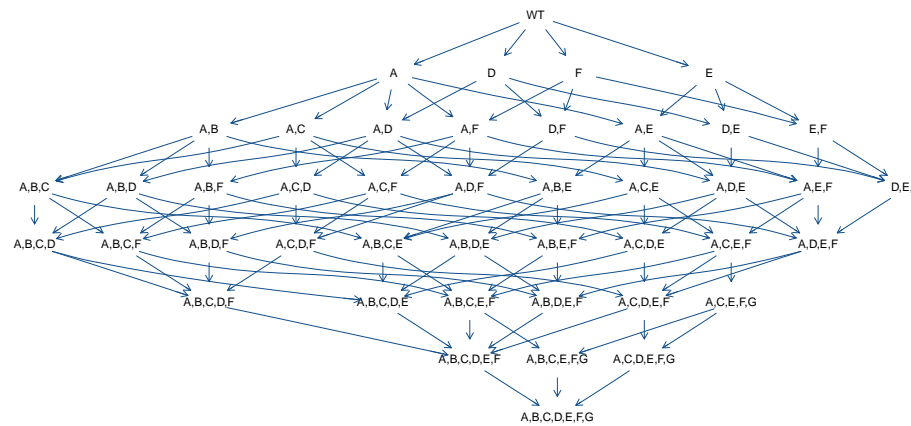 WT
A D F E
A,B A,C A,D A,F D,F A,E D,E E,F
A,B,C A,B,D A,B,F A,C,D A,C,F A,D,F A,B,E A,C,E A,D,E A,E,F D,E,
A,B,C,D A,B,C,F A,B,D,F A,C,D,F A,B,C,E A,B,D,E A,B,E,F A,C,D,E A,C,E,F A,D,E,F
A,B,C,D,F A,B,C,D,E A,B,C,E,F A,B,D,E,F A,C,D,E,F A,C,E,F,G
A,B,C,D,E,F A,B,C,E,F,G A,C,D,E,F,G
A,B,C,D,E,F,G